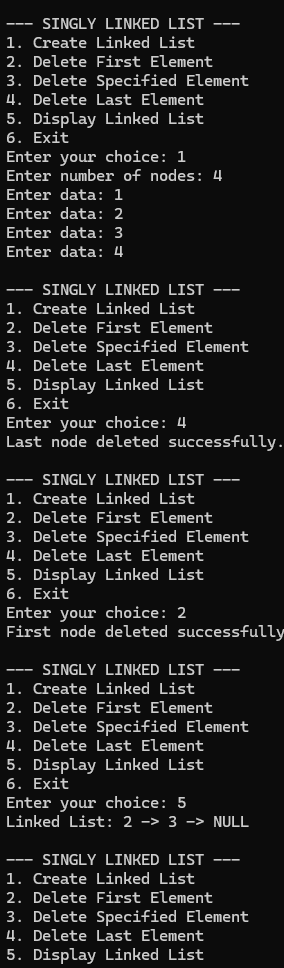 --- SINGLY LINKED LIST ---
1. Create Linked List
2. Delete First Element
3. Delete Specified Element
4. Delete Last Element
5. Display Linked List
6. Exit
Enter your choice: 1
Enter number of nodes: 4
Enter data: 1
Enter data: 2
Enter data: 3
Enter data: 4
--- SINGLY LINKED LIST ---
1. Create Linked List
2. Delete First Element
3. Delete Specified Element
4. Delete Last Element
5. Display Linked List
6. Exit
Enter your choice: 4
Last node deleted successfully.
--- SINGLY LINKED LIST ---
1. Create Linked List
2. Delete First Element
3. Delete Specified Element
4. Delete Last Element
5. Display Linked List
6. Exit
Enter your choice: 2
First node deleted successfully
--- SINGLY LINKED LIST ---
1. Create Linked List
2. Delete First Element
3. Delete Specified Element
4. Delete Last Element
5. Display Linked List
6. Exit
Enter your choice: 5
Linked List: 2 -> 3 -> NULL
--- SINGLY LINKED LIST ---
1. Create Linked List
2. Delete First Element
3. Delete Specified Element
4. Delete Last Element
5. Display Linked List